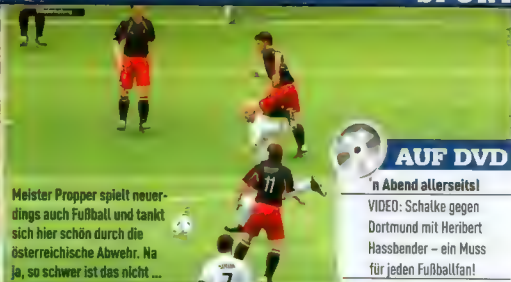 SPORT
Meister Propper spielt neuer-
dings auch Fußball und tankt
sich hier schön durch die
österreichische Abwehr. Na
ja, so schwer ist das nicht ...
11
7
AUF DVD
'n Abend allerseits!
VIDEO: Schalke gegen
Dortmund mit Heribert
Hassbender – ein Muss
für jeden Fußballfan!